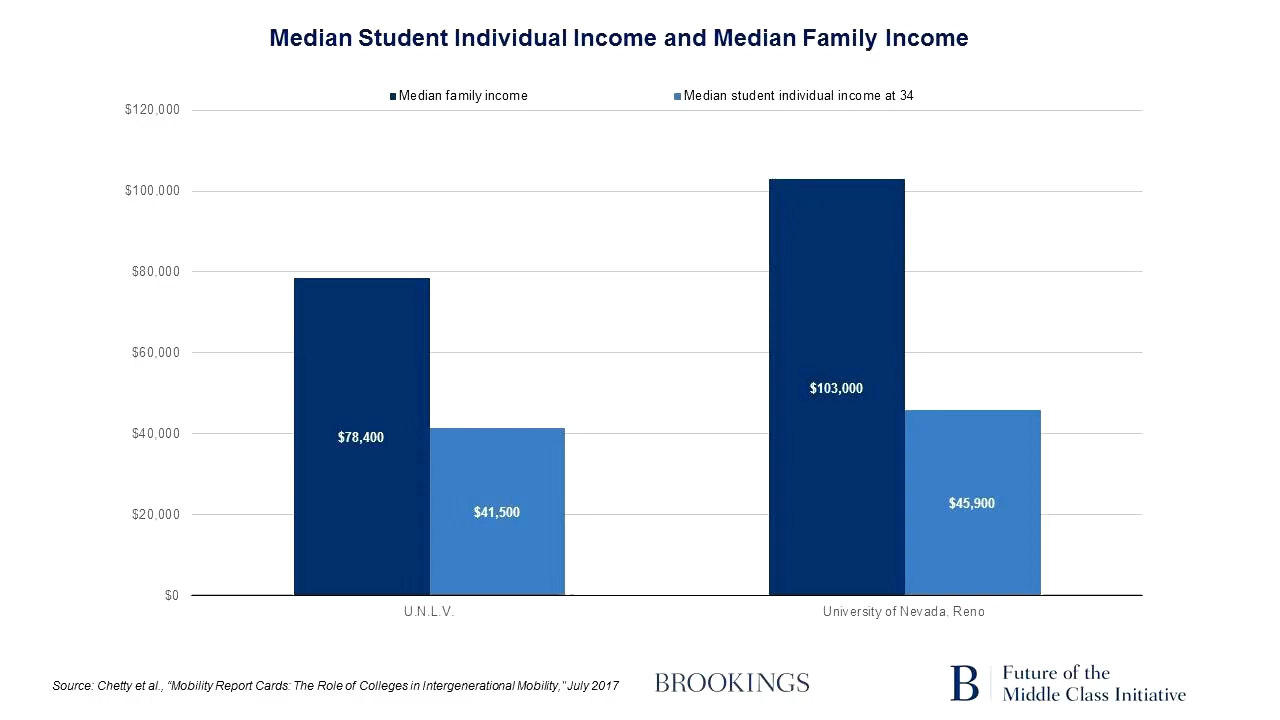 Median Student Individual Income and Median Family Income
Median family income
Median student individual income at 34
$120,000
$100,000
$80,000
$60,000
$40,000
$20,000
$0
$78,400
$41,500
$103,000
$45,900
U.N.L.V.
University of Nevada, Reno
Source: Chetty et al., "Mobility Report Cards: The Role of Colleges in Intergenerational Mobility," July 2017
BROOKINGS
B
Future of the
Middle Class Initiative